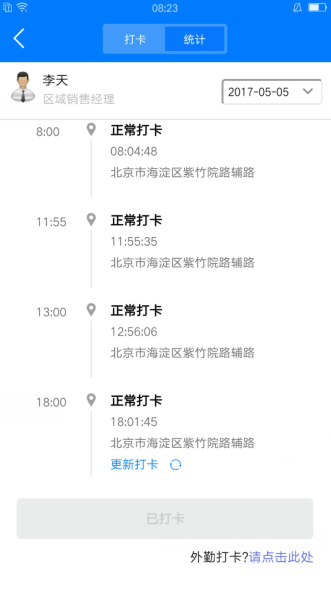 08:23
打卡
统计
李天
区域销售经理
2017-05-05
8:00
正常打卡
08:04:48
北京市海淀区紫竹院路辅路
11:55
正常打卡
11:55:35
北京市海淀区紫竹院路辅路
13:00
正常打卡
12:56:06
北京市海淀区紫竹院路辅路
18:00
正常打卡
18:01:45
北京市海淀区紫竹院路辅路
更新打卡
已打卡
外勤打卡?请点击此处